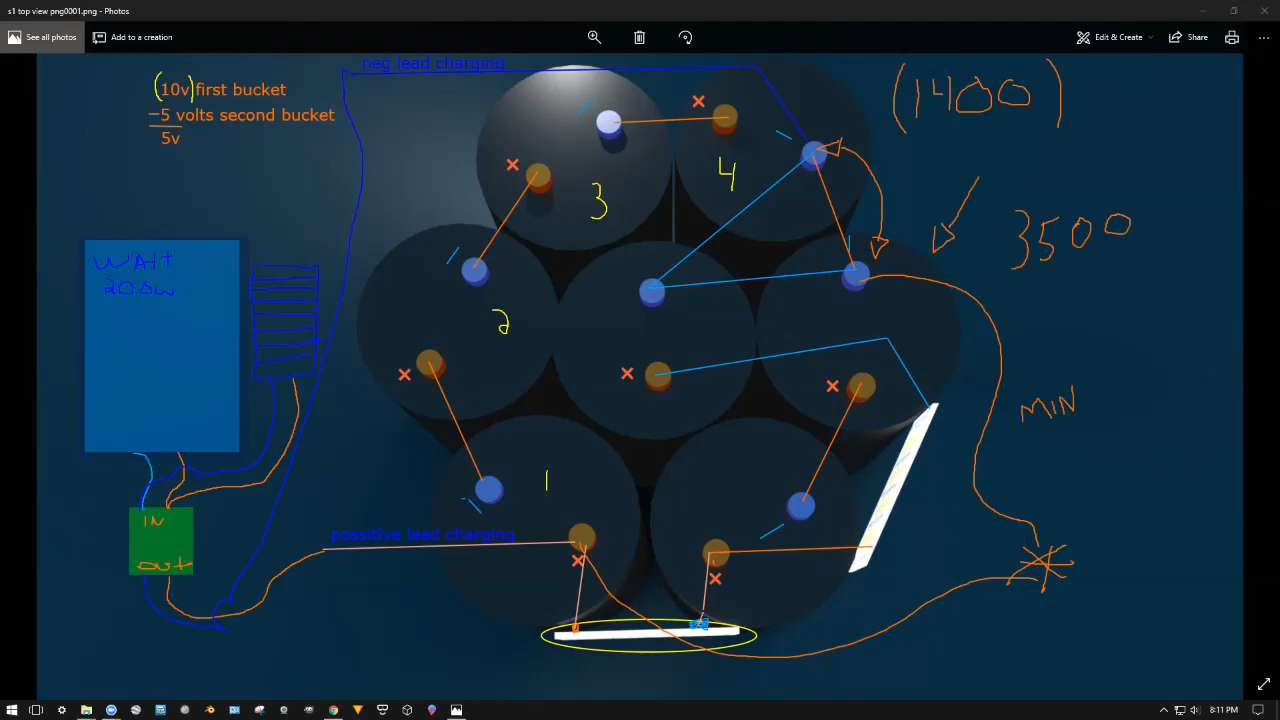 s1 top view png0001.png - Photos
See all photos
Add to a creation
Edit & Create
Share
(10v) first bucket
-5 volts second bucket
5v
neg lead charging
(1400)
3
4
3500
WAtt
200w
2
MIN
1
IN
out
possitive lead charging
8:11 PM